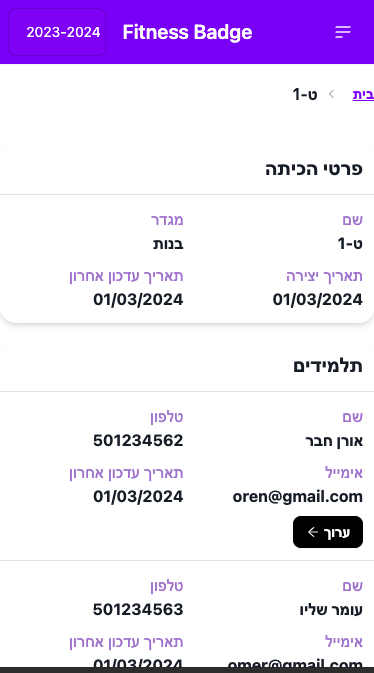 2023-2024 Fitness Badge
בית > ט-1
פרטי הכיתה
שם מגדר
ט-1 בנות
תאריך יצירה תאריך עדכון אחרון
01/03/2024 01/03/2024
תלמידים
שם טלפון
אורן חבר 501234562
אימייל תאריך עדכון אחרון
oren@gmail.com 01/03/2024
ערוך ←
שם טלפון
עומר שליו 501234563
אימייל תאריך עדכון אחרון
omer@gmail.com 01/03/2024